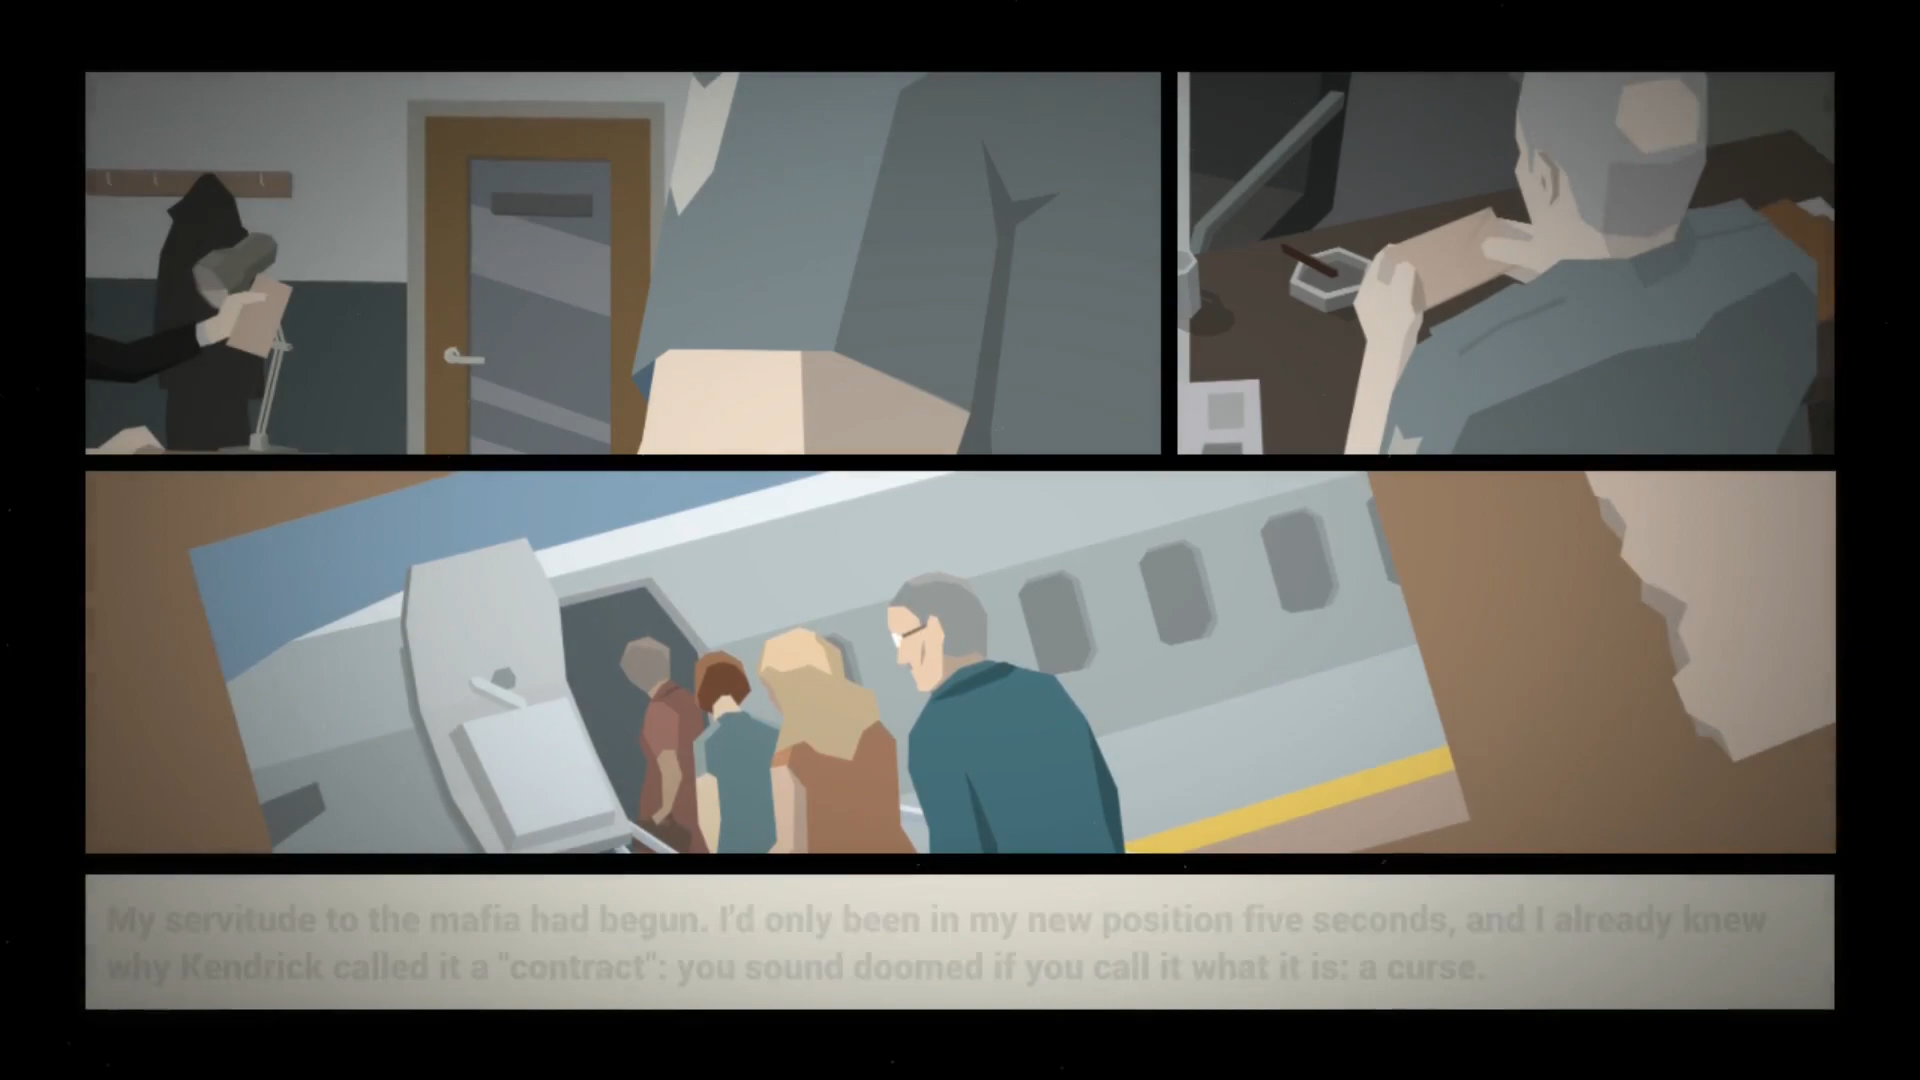 My servitude to the mafia had begun. I'd only been in my new position five seconds, and I already knew
why Kendrick called it a "contract": you sound doomed if you call it what it is: a curse.